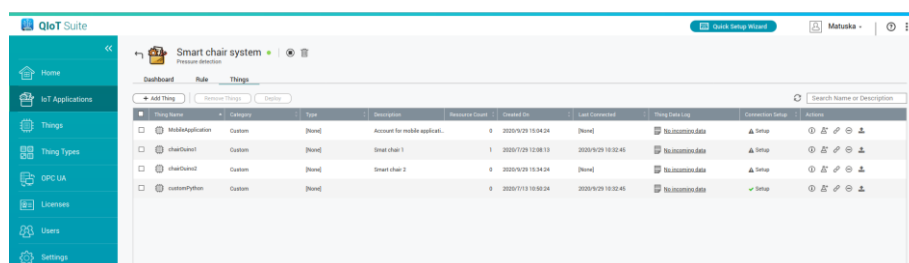 QIoT Suite
Quick Setup Wizard
Matuska
Home
IoT Applications
Things
Thing Types
OPC UA
Licenses
Users
Settings
Smart chair system
Pressure detection
Dashboard Rule Things
+ Add Thing Remove Things Deploy Search Name or Description
Thing Name Category Type Description Resource Count Created On Last Connected Thing Data Log Connection Setup Actions
MobileApplication Custom [None] Account for mobile applicati.. 0 2020/9/29 15:04:24 [None] No incoming data Setup
chairDuino1 Custom [None] Smat chair 1 1 2020/7/29 12:08:13 2020/9/29 10:32:45 No incoming data Setup
chairDuino2 Custom [None] Smart chair 2 0 2020/9/29 10:34:24 [None] No incoming data Setup
customPython Custom [None] 0 2020/7/13 10:50:24 2020/9/29 10:32:45 No incoming data Setup